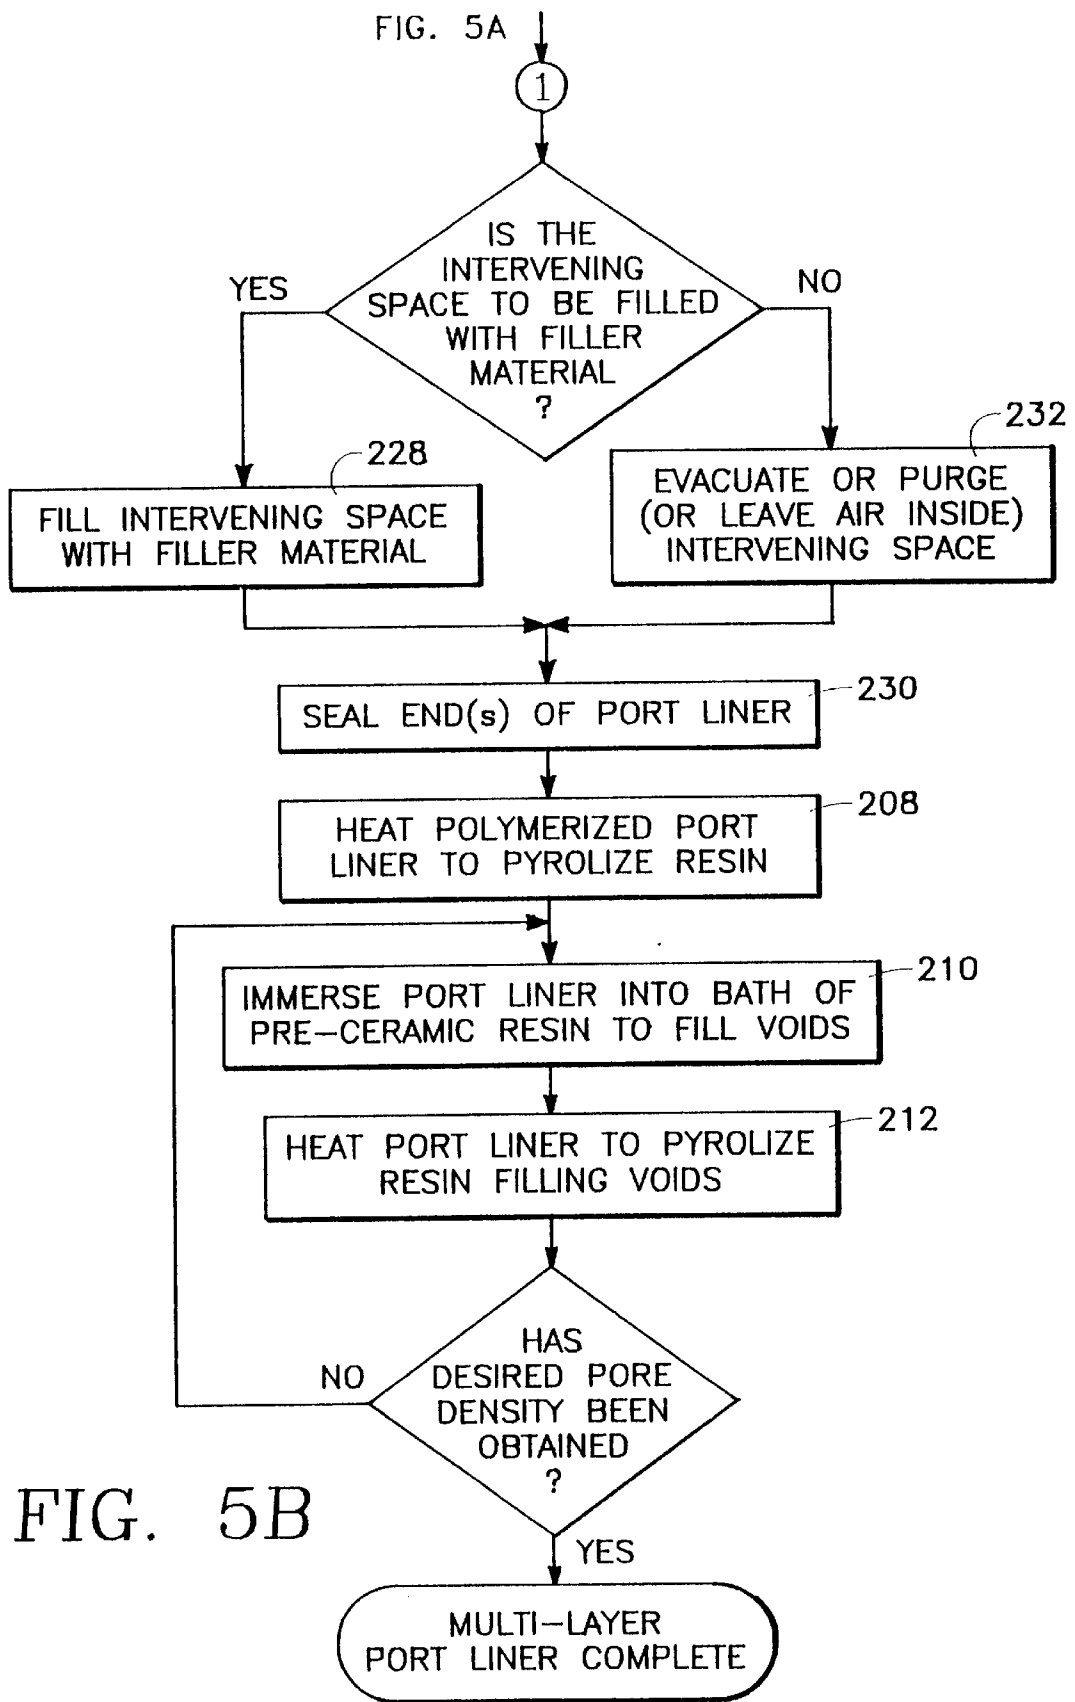 FIG. 5A
1
IS THE
INTERVENING
SPACE TO BE FILLED
WITH FILLER
MATERIAL
?
YES
NO
228
FILL INTERVENING SPACE
WITH FILLER MATERIAL
232
EVACUATE OR PURGE
(OR LEAVE AIR INSIDE)
INTERVENING SPACE
230
SEAL END(s) OF PORT LINER
208
HEAT POLYMERIZED PORT
LINER TO PYROLIZE RESIN
210
IMMERSE PORT LINER INTO BATH OF
PRE-CERAMIC RESIN TO FILL VOIDS
212
HEAT PORT LINER TO PYROLIZE
RESIN FILLING VOIDS
HAS
DESIRED PORE
DENSITY BEEN
OBTAINED
?
NO
YES
FIG. 5B
MULTI-LAYER
PORT LINER COMPLETE